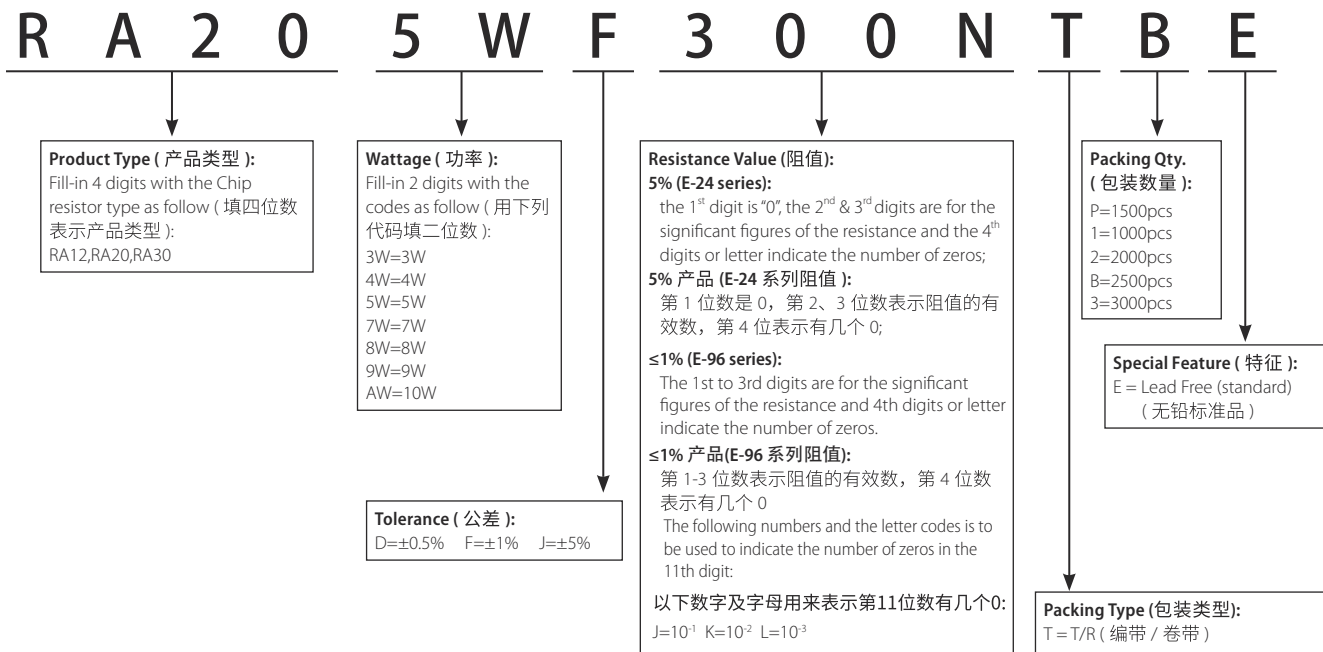 R A 2 0 5 W F 3 0 0 N T B E
Product Type ( 产品类型 ):
Fill-in 4 digits with the Chip
resistor type as follow ( 填四位数
表示产品类型 ):
RA12,RA20,RA30
Wattage ( 功率 ):
Fill-in 2 digits with the
codes as follow ( 用下列
代码填二位数 ):
3W=3W
4W=4W
5W=5W
7W=7W
8W=8W
9W=9W
AW=10W
Tolerance ( 公差 ):
D=±0.5% F=±1% J=±5%
Resistance Value (阻值):
5% (E-24 series):
the 1st digit is “0”, the 2nd & 3rd digits are for the
significant figures of the resistance and the 4th
digits or letter indicate the number of zeros;
5% 产品 (E-24 系列阻值 ):
第 1 位数是 0，第 2、3 位数表示阻值的有
效数，第 4 位表示有几个 0;
≤1% (E-96 series):
The 1st to 3rd digits are for the significant
figures of the resistance and 4th digits or letter
indicate the number of zeros.
≤1% 产品(E-96 系列阻值):
第 1-3 位数表示阻值的有效数，第 4 位数
表示有几个 0
The following numbers and the letter codes is to
be used to indicate the number of zeros in the
11th digit:
以下数字及字母用来表示第11位数有几个0:
J=10⁻¹ K=10⁻² L=10⁻³
Packing Qty.
( 包装数量 ):
P=1500pcs
1=1000pcs
2=2000pcs
B=2500pcs
3=3000pcs
Special Feature ( 特征 ):
E = Lead Free (standard)
( 无铅标准品 )
Packing Type (包装类型):
T = T/R ( 编带 / 卷带 )